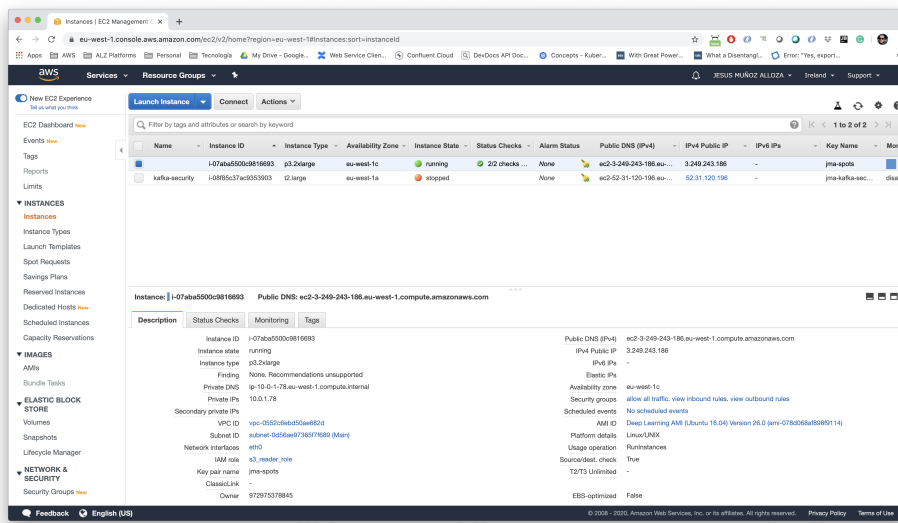 Instances | EC2 Management C
eu-west-1.console.aws.amazon.com/ec2/v2/home?region=eu-west-1#Instances:sort=instanceId
Apps EH AWS EH ALZ Platforms EH Personal EH Tecnología My Drive - Google... Web Service Clien... Confluent Cloud DevDocs API Doc... Concepts - Kuber... With Great Power... What a Disentangl... Error: "Yes, export...
aws Services Resource Groups JESUS MUÑOZ ALLOZA Ireland Support
New EC2 Experience
Tell us what you think
Launch Instance Connect Actions
EC2 Dashboard New
Filter by tags and attributes or search by keyword 1 to 2 of 2
Events New
Tags
Reports
Limits
Name Instance ID Instance Type Availability Zone Instance State Status Checks Alarm Status Public DNS (IPv4) IPv4 Public IP IPv6 IPs Key Name Mon
i-07aba5500c9816693 p3.2xlarge eu-west-1c running 2/2 checks ... None ec2-3-249-243-186.eu-... 3.249.243.186 - jma-spots
kafka-security i-08f85c37ac9353903 t2.large eu-west-1a stopped None ec2-52-31-120-196.eu-... 52.31.120.196 - jma-kafka-sec... disa
INSTANCES
Instances
Instance Types
Launch Templates
Spot Requests
Savings Plans
Reserved Instances
Dedicated Hosts New
Scheduled Instances
Capacity Reservations
IMAGES
AMIs
Bundle Tasks
ELASTIC BLOCK
STORE
Volumes
Snapshots
Lifecycle Manager
NETWORK &
SECURITY
Security Groups New
Instance: i-07aba5500c9816693 Public DNS: ec2-3-249-243-186.eu-west-1.compute.amazonaws.com
Description Status Checks Monitoring Tags
Instance ID i-07aba5500c9816693
Instance state running
Instance type p3.2xlarge
Finding None. Recommendations unsupported
Private DNS ip-10-0-1-78.eu-west-1.compute.internal
Private IPs 10.0.1.78
Secondary private IPs
VPC ID vpc-0552c6ebd50ae682d
Subnet ID subnet-0d56ae97365f7f689 (Main)
Network interfaces eth0
IAM role s3_reader_role
Key pair name jma-spots
ClassicLink -
Owner 972975378845
Public DNS (IPv4) ec2-3-249-243-186.eu-west-1.compute.amazonaws.com
IPv4 Public IP 3.249.243.186
IPv6 IPs -
Elastic IPs
Availability zone eu-west-1c
Security groups allow all traffic. view inbound rules. view outbound rules
Scheduled events No scheduled events
AMI ID Deep Learning AMI (Ubuntu 16.04) Version 26.0 (ami-078d068af898f9114)
Platform details Linux/UNIX
Usage operation RunInstances
Source/dest. check True
T2/T3 Unlimited -
EBS-optimized False
Feedback English (US) © 2008 - 2020, Amazon Web Services, Inc. or its affiliates. All rights reserved. Privacy Policy Terms of Use